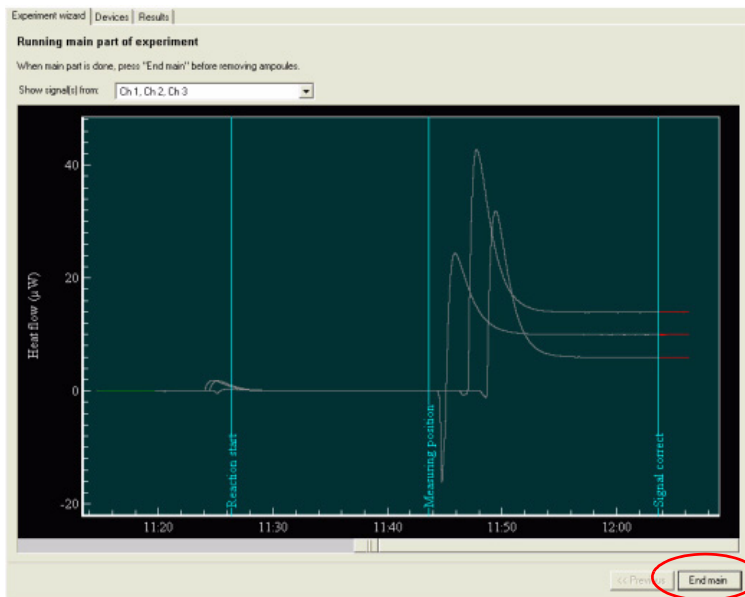 Experiment wizard Devices Results
Running main part of experiment
When main part is done, press "End main" before removing ampoules.
Show signal(s) from: Ch 1, Ch 2, Ch 3
Heat flow (µW)
40
20
0
-20
Reaction start
Measuring position
Signal correct
11:20 11:30 11:40 11:50 12:00
<< Previous End main